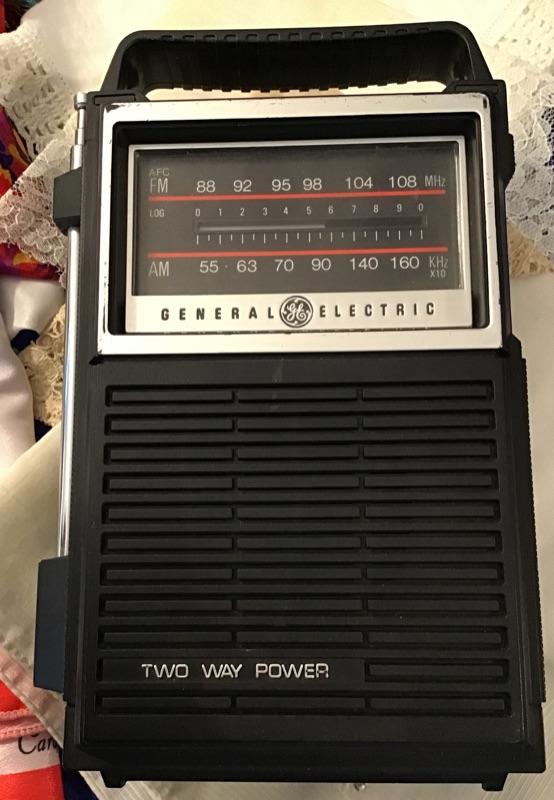 AFC
FM 88 92 95 98 104 108 MHz
LOG 0 1 2 3 4 5 6 7 8 9 0
AM 55 · 63 70 90 140 160 KHz
X10
GENERAL GE ELECTRIC
TWO WAY POWER